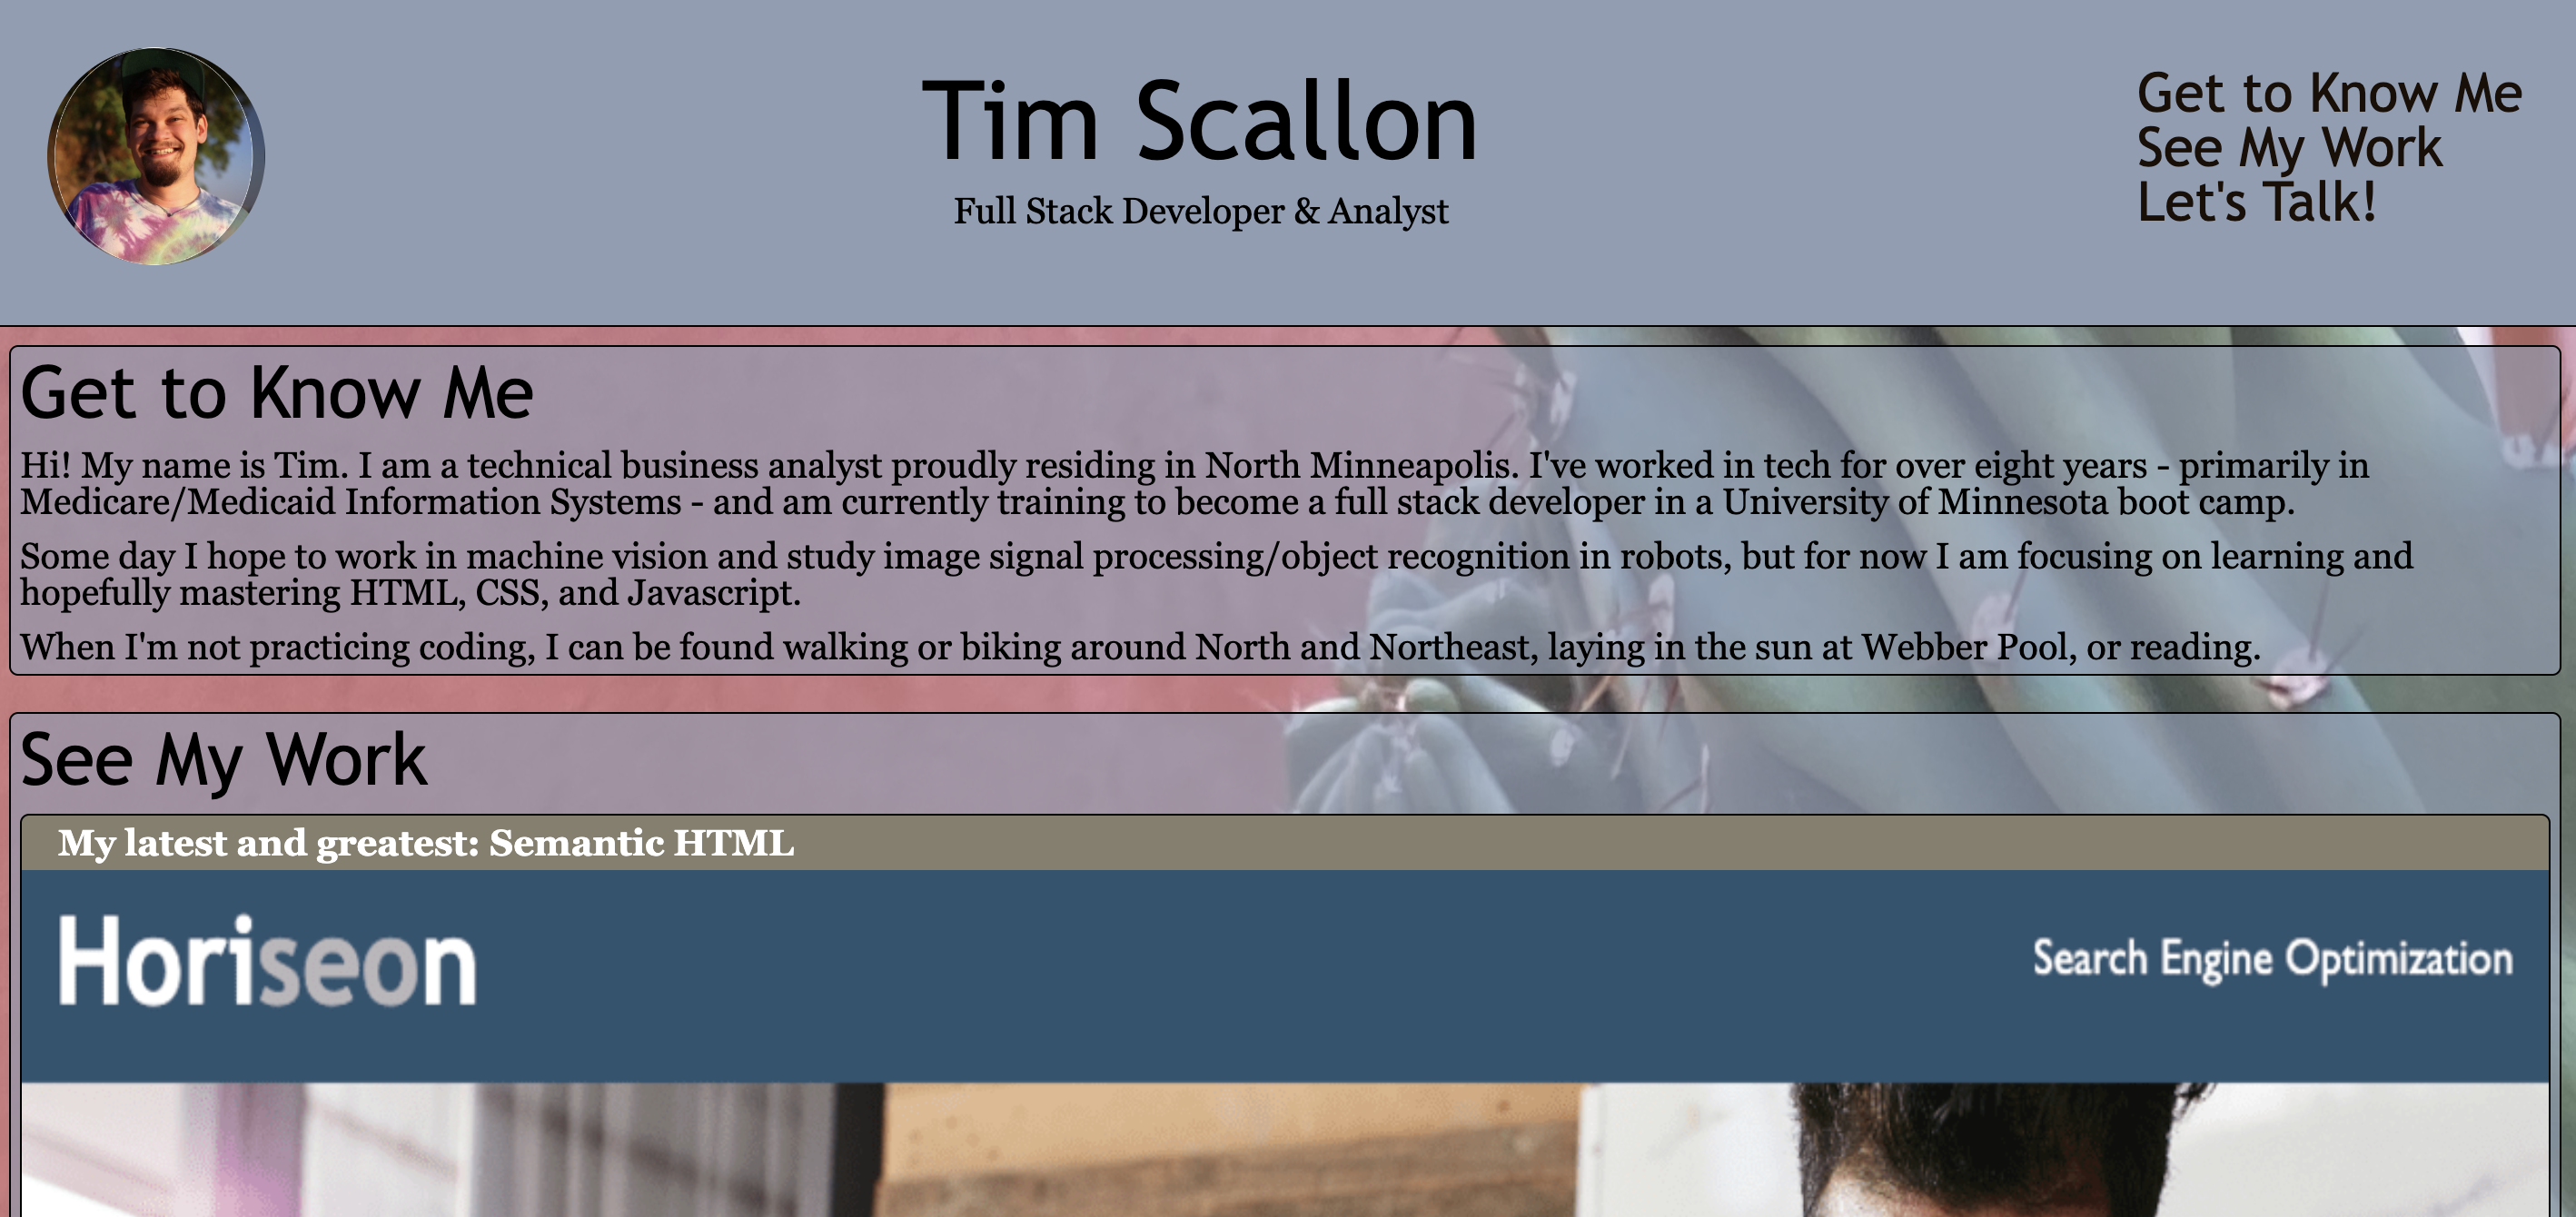 Tim Scallon
Full Stack Developer & Analyst
Get to Know Me
See My Work
Let's Talk!
Get to Know Me
Hi! My name is Tim. I am a technical business analyst proudly residing in North Minneapolis. I've worked in tech for over eight years - primarily in
Medicare/Medicaid Information Systems - and am currently training to become a full stack developer in a University of Minnesota boot camp.
Some day I hope to work in machine vision and study image signal processing/object recognition in robots, but for now I am focusing on learning and
hopefully mastering HTML, CSS, and Javascript.
When I'm not practicing coding, I can be found walking or biking around North and Northeast, laying in the sun at Webber Pool, or reading.
See My Work
My latest and greatest: Semantic HTML
Horiseon
Search Engine Optimization